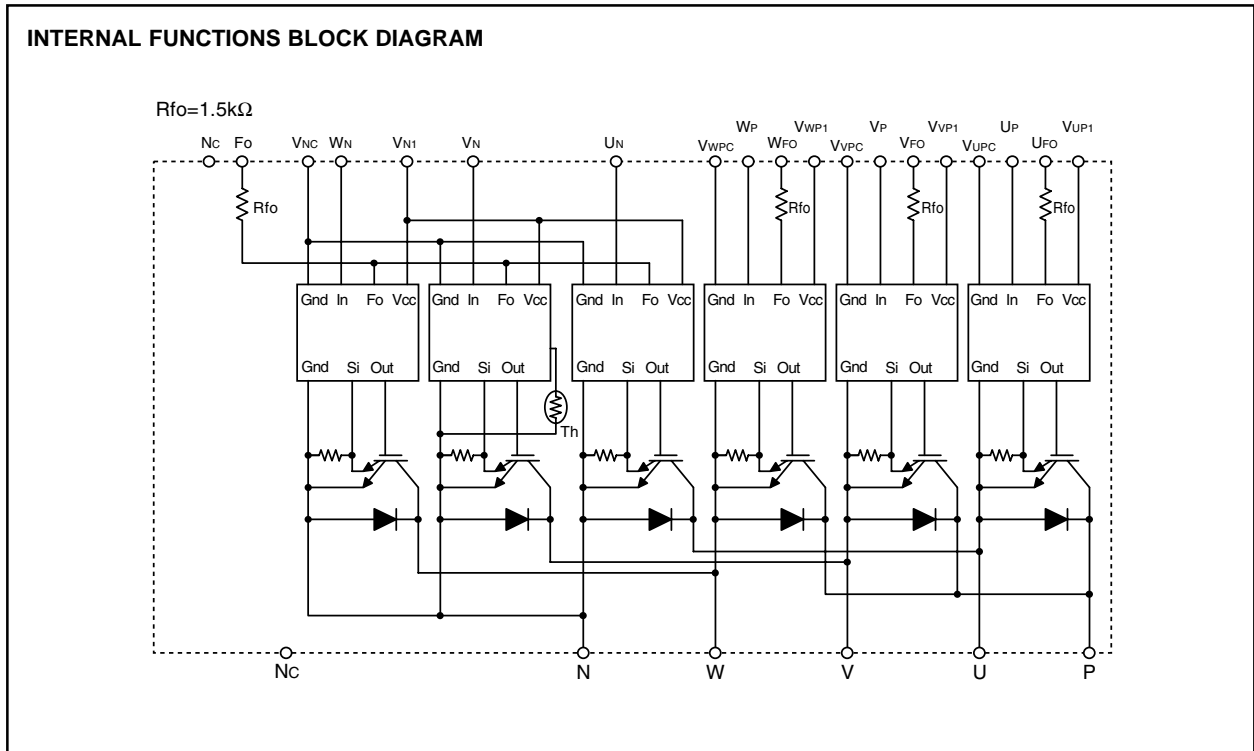 INTERNAL FUNCTIONS BLOCK DIAGRAM
Rfo=1.5kΩ
NC FO VNC WN VN1 VN UN VWPC WP WFO VWP1 VVPC VP VFO VVP1 VUPC UP UFO VUP1
Rfo Rfo Rfo Rfo
Gnd In Fo Vcc Gnd In Fo Vcc Gnd In Fo Vcc Gnd In Fo Vcc Gnd In Fo Vcc Gnd In Fo Vcc
Gnd Si Out Gnd Si Out Gnd Si Out Gnd Si Out Gnd Si Out Gnd Si Out
Th
NC N W V U P